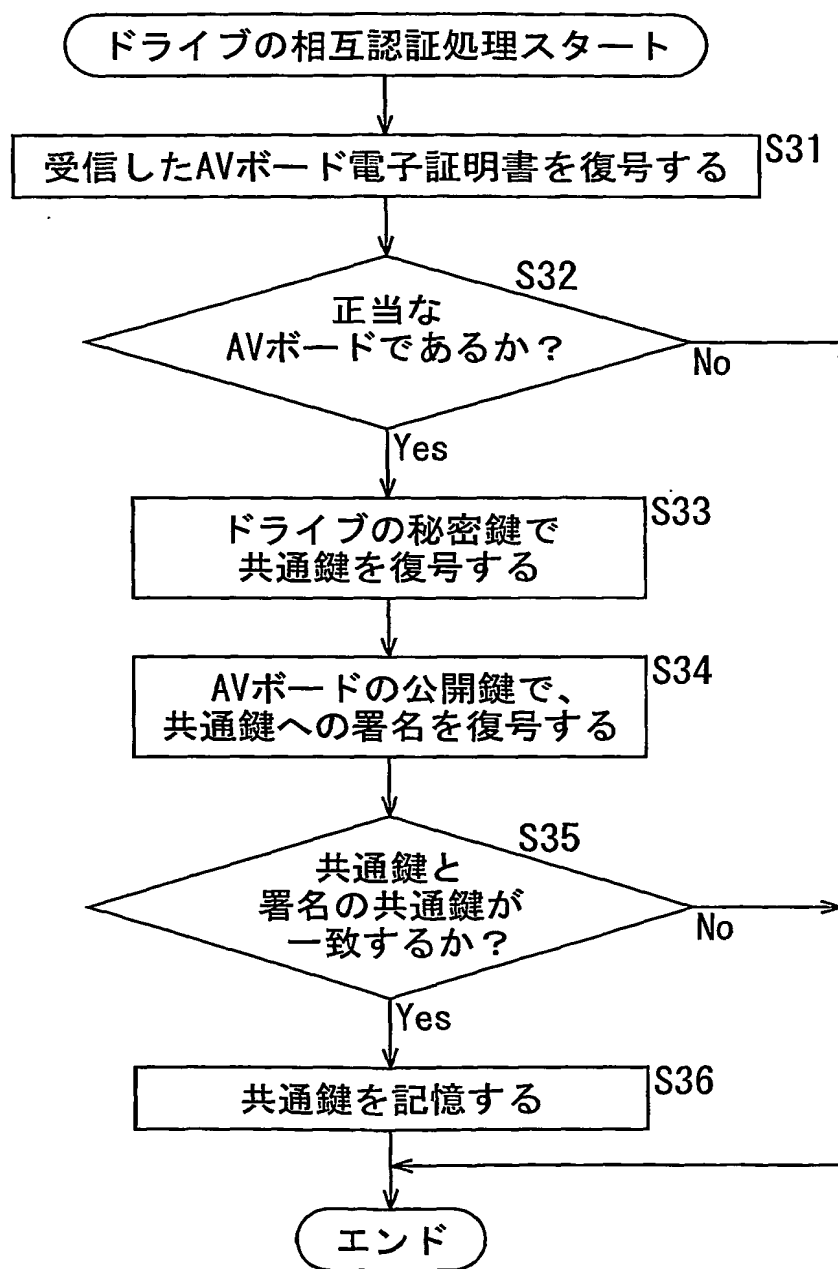 ドライブの相互認証処理スタート
受信したAVボード電子証明書を復号する
S31
S32
正当な
AVボードであるか？
No
Yes
ドライブの秘密鍵で
共通鍵を復号する
S33
AVボードの公開鍵で、
共通鍵への署名を復号する
S34
S35
共通鍵と
署名の共通鍵が
一致するか？
No
Yes
共通鍵を記憶する
S36
エンド